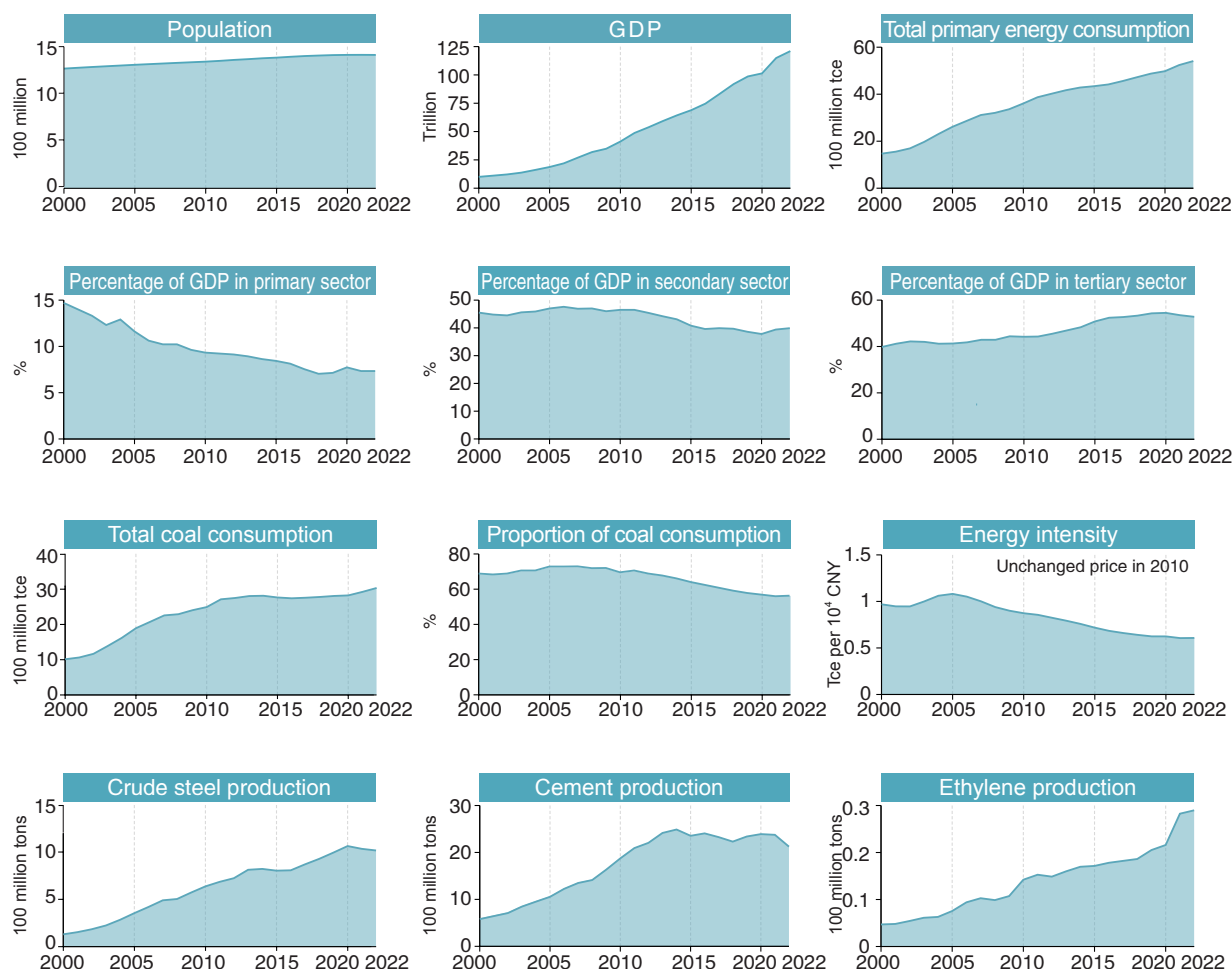 Population
15
10
5
0
100 million
2000 2005 2010 2015 2020 2022
GDP
125
100
75
50
25
0
Trillion
2000 2005 2010 2015 2020 2022
Total primary energy consumption
60
40
20
0
100 million tce
2000 2005 2010 2015 2020 2022
Percentage of GDP in primary sector
15
10
5
0
%
2000 2005 2010 2015 2020 2022
Percentage of GDP in secondary sector
50
40
30
20
10
0
%
2000 2005 2010 2015 2020 2022
Percentage of GDP in tertiary sector
60
40
20
0
%
2000 2005 2010 2015 2020 2022
Total coal consumption
40
30
20
10
0
100 million tce
2000 2005 2010 2015 2020 2022
Proportion of coal consumption
80
60
40
20
0
%
2000 2005 2010 2015 2020 2022
Energy intensity
Unchanged price in 2010
1.5
1
0.5
0
Tce per 10⁴ CNY
2000 2005 2010 2015 2020 2022
Crude steel production
15
10
5
0
100 million tons
2000 2005 2010 2015 2020 2022
Cement production
30
20
10
0
100 million tons
2000 2005 2010 2015 2020 2022
Ethylene production
0.3
0.2
0.1
0
100 million tons
2000 2005 2010 2015 2020 2022